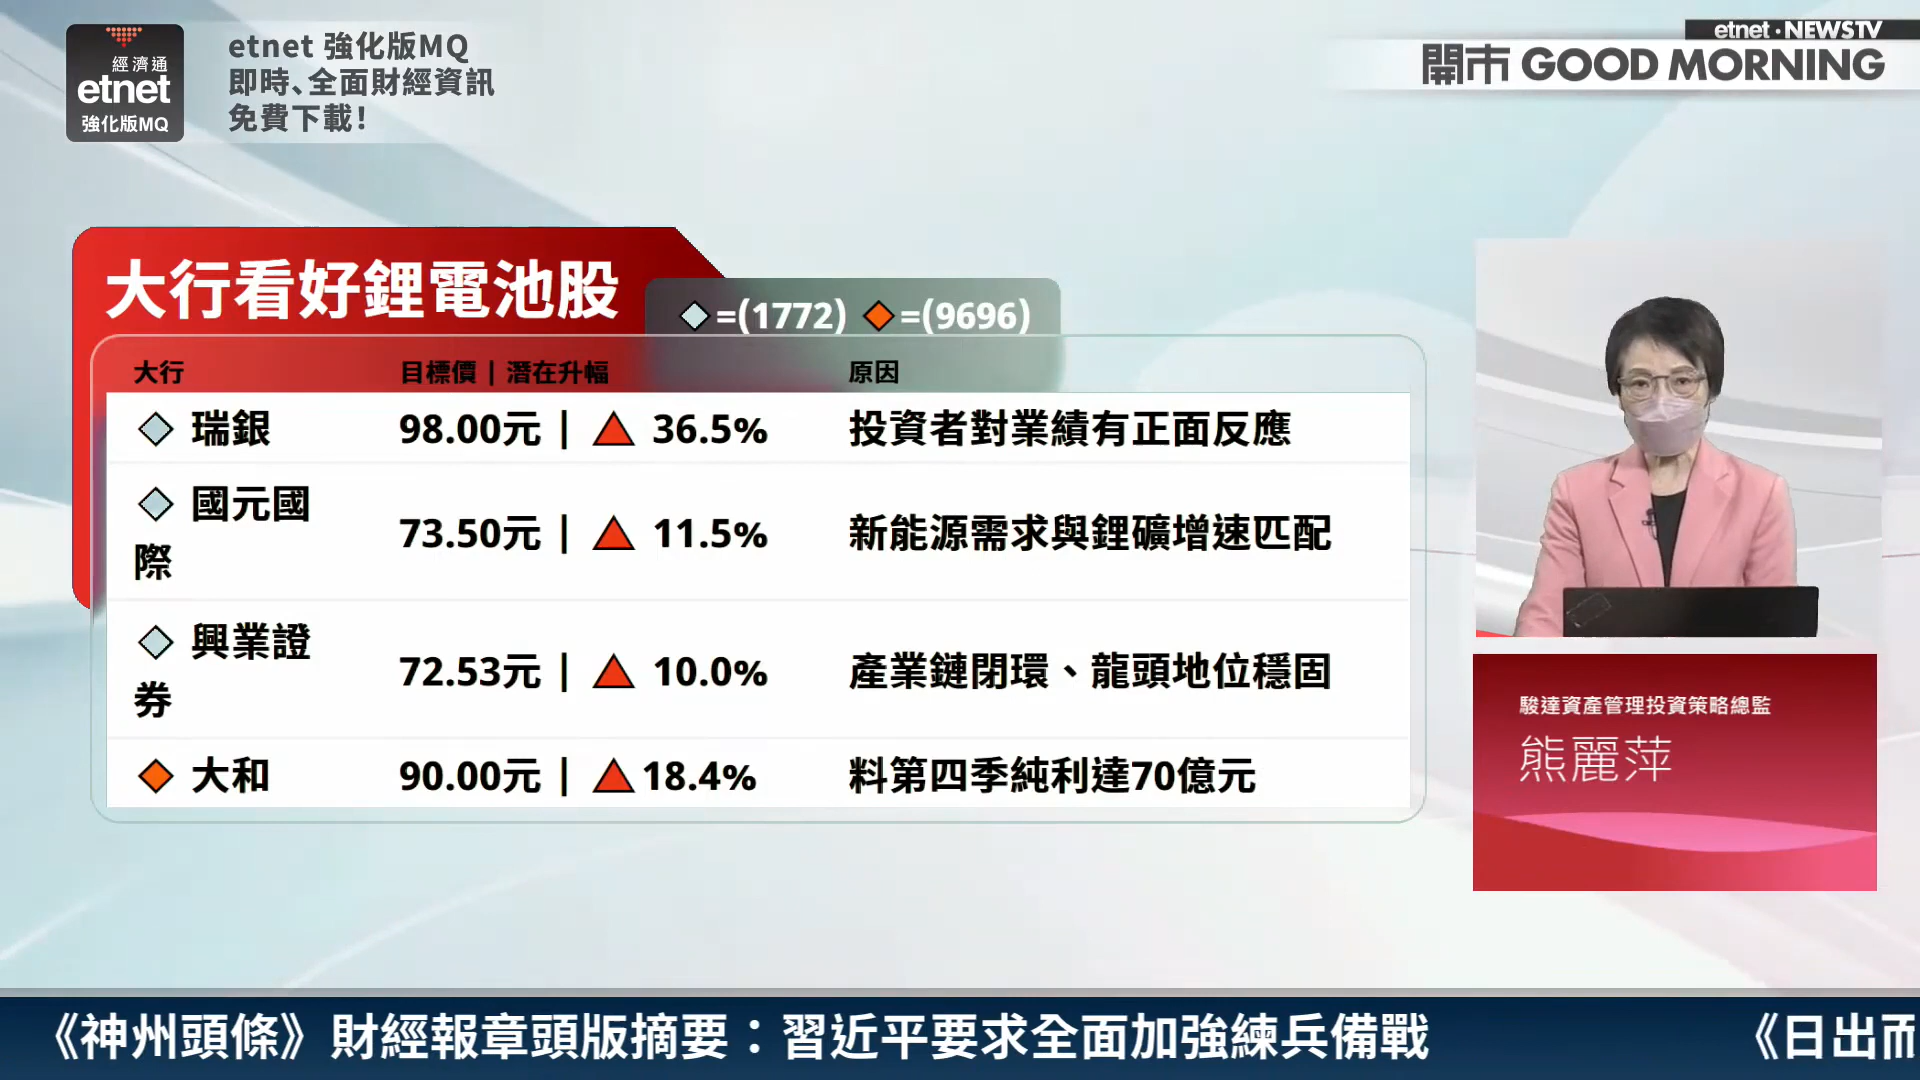 經濟通
etnet
強化版MQ
etnet 強化版MQ
即時、全面財經資訊
免費下載!
etnet·NEWSTV
開市 GOOD MORNING
大行看好鋰電池股
=(1772) =(9696)
大行 目標價 | 潛在升幅 原因
瑞銀 98.00元 | ▲ 36.5% 投資者對業績有正面反應
國元國際 73.50元 | ▲ 11.5% 新能源需求與鋰礦增速匹配
興業證券 72.53元 | ▲ 10.0% 產業鏈閉環、龍頭地位穩固
大和 90.00元 | ▲ 18.4% 料第四季純利達70億元
駿達資產管理投資策略總監
熊麗萍
《神州頭條》財經報章頭版摘要：習近平要求全面加強練兵備戰 《日出而